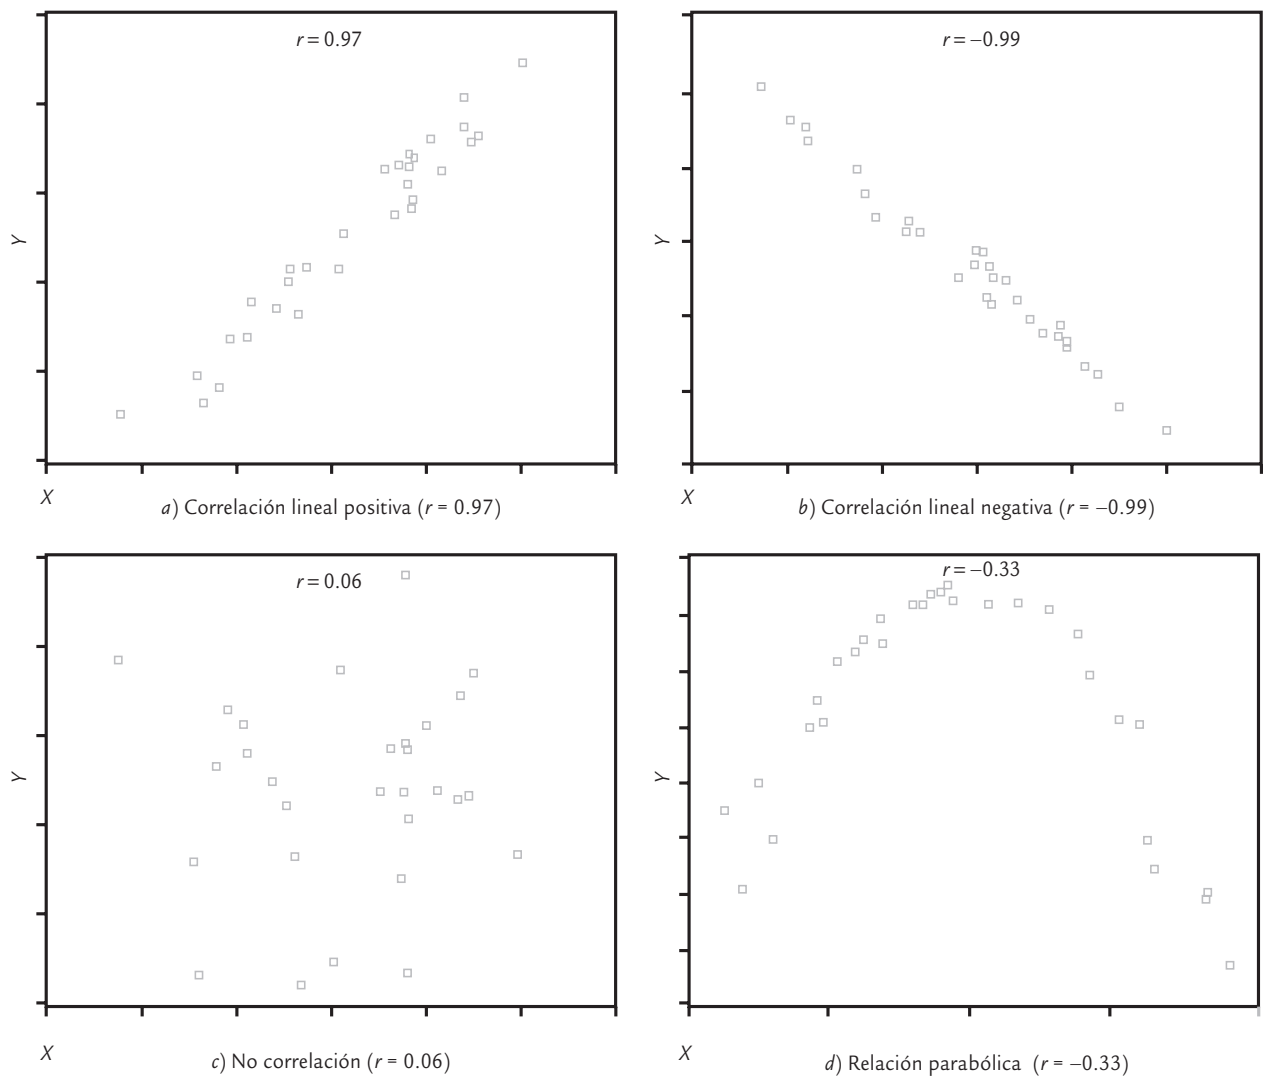 r = 0.97
Y
X
a) Correlación lineal positiva (r = 0.97)
r = −0.99
Y
X
b) Correlación lineal negativa (r = −0.99)
r = 0.06
Y
X
c) No correlación (r = 0.06)
r = −0.33
Y
X
d) Relación parabólica (r = −0.33)